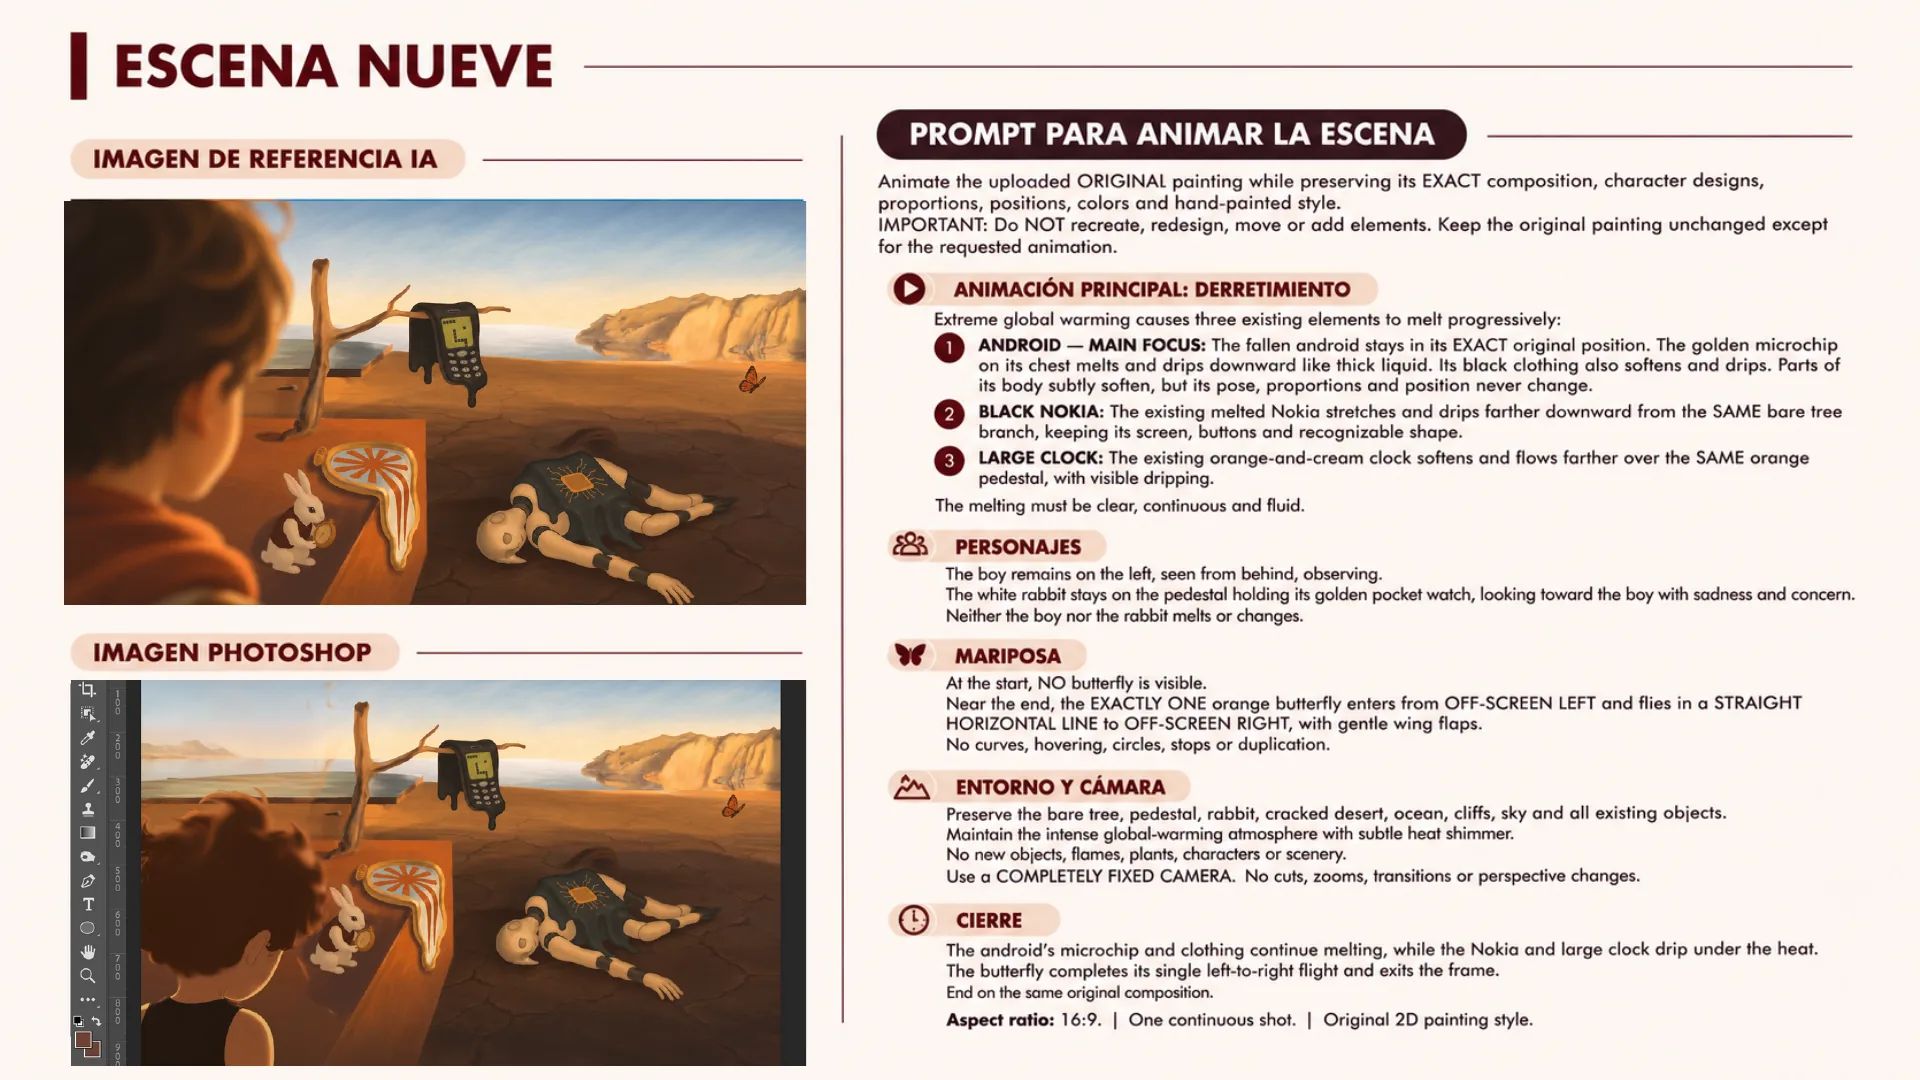 ESCENA NUEVE
IMAGEN DE REFERENCIA IA
IMAGEN PHOTOSHOP
PROMPT PARA ANIMAR LA ESCENA
Animate the uploaded ORIGINAL painting while preserving its EXACT composition, character designs,
proportions, positions, colors and hand-painted style.
IMPORTANT: Do NOT recreate, redesign, move or add elements. Keep the original painting unchanged except
for the requested animation.
ANIMACIÓN PRINCIPAL: DERRETIMIENTO
Extreme global warming causes three existing elements to melt progressively:
1 ANDROID — MAIN FOCUS: The fallen android stays in its EXACT original position. The golden microchip
on its chest melts and drips downward like thick liquid. Its black clothing also softens and drips. Parts of
its body subtly soften, but its pose, proportions and position never change.
2 BLACK NOKIA: The existing melted Nokia stretches and drips farther downward from the SAME bare tree
branch, keeping its screen, buttons and recognizable shape.
3 LARGE CLOCK: The existing orange-and-cream clock softens and flows farther over the SAME orange
pedestal, with visible dripping.
The melting must be clear, continuous and fluid.
PERSONAJES
The boy remains on the left, seen from behind, observing.
The white rabbit stays on the pedestal holding its golden pocket watch, looking toward the boy with sadness and concern.
Neither the boy nor the rabbit melts or changes.
MARIPOSA
At the start, NO butterfly is visible.
Near the end, the EXACTLY ONE orange butterfly enters from OFF-SCREEN LEFT and flies in a STRAIGHT
HORIZONTAL LINE to OFF-SCREEN RIGHT, with gentle wing flaps.
No curves, hovering, circles, stops or duplication.
ENTORNO Y CÁMARA
Preserve the bare tree, pedestal, rabbit, cracked desert, ocean, cliffs, sky and all existing objects.
Maintain the intense global-warming atmosphere with subtle heat shimmer.
No new objects, flames, plants, characters or scenery.
Use a COMPLETELY FIXED CAMERA. No cuts, zooms, transitions or perspective changes.
CIERRE
The android's microchip and clothing continue melting, while the Nokia and large clock drip under the heat.
The butterfly completes its single left-to-right flight and exits the frame.
End on the same original composition.
Aspect ratio: 16:9. | One continuous shot. | Original 2D painting style.